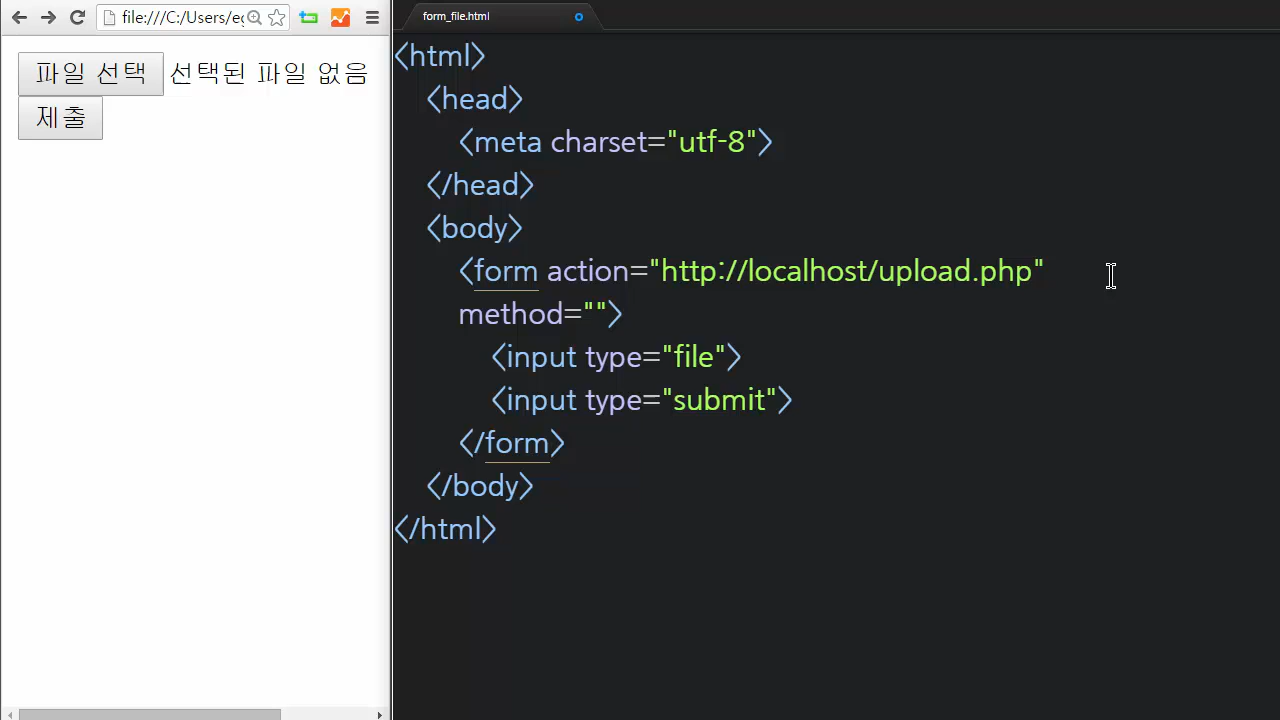 file:///C:/Users/eg
파일 선택 선택된 파일 없음
제출
form_file.html
<html>
<head>
<meta charset="utf-8">
</head>
<body>
<form action="http://localhost/upload.php"
method="">
<input type="file">
<input type="submit">
</form>
</body>
</html>